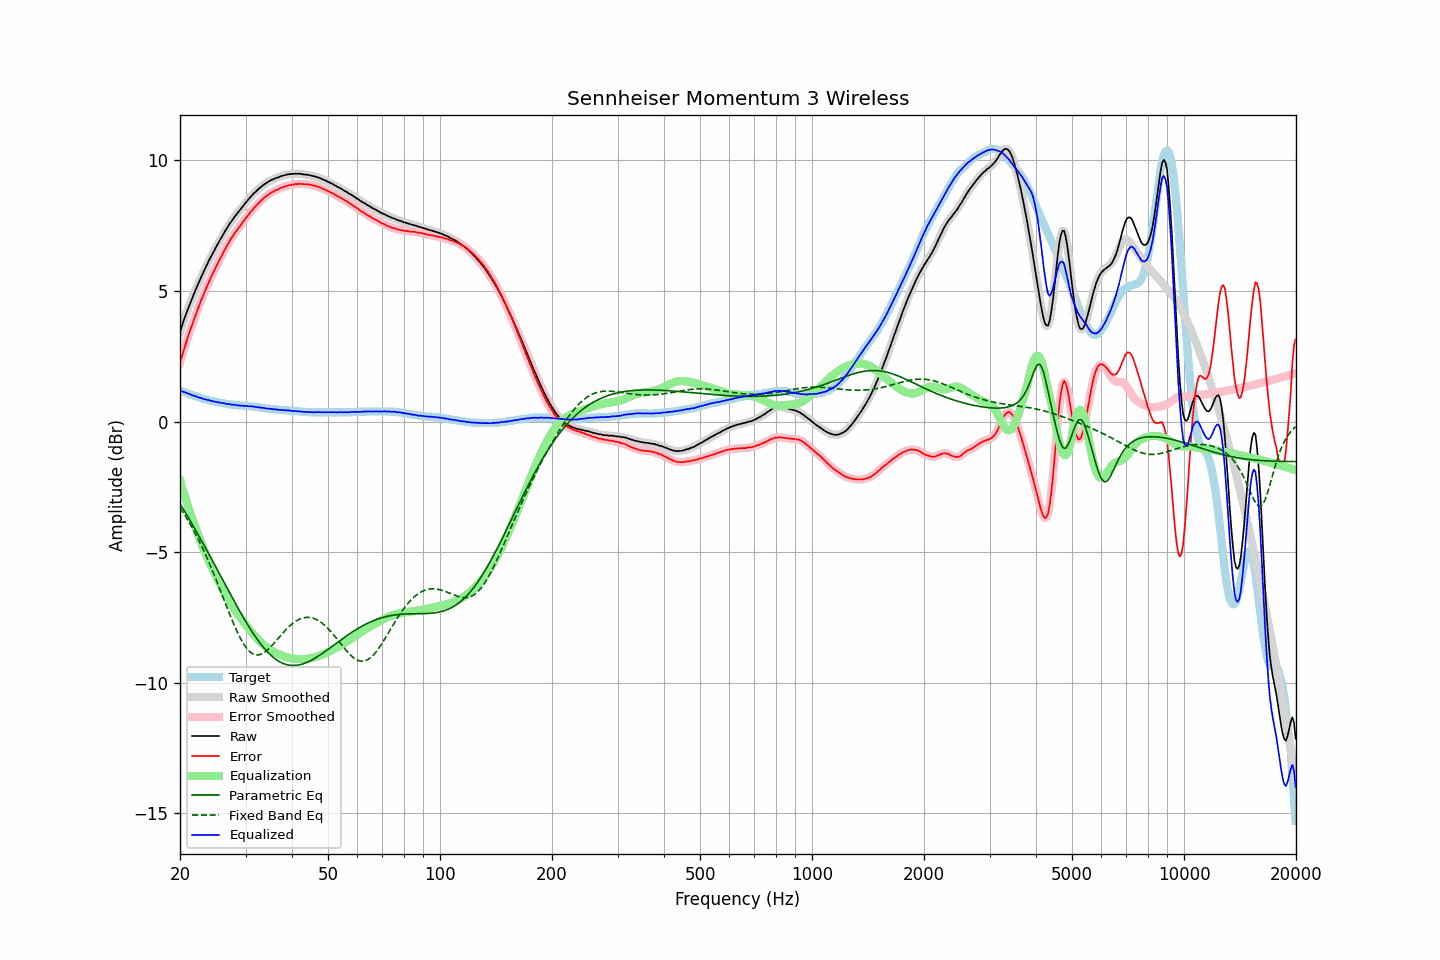 Sennheiser Momentum 3 Wireless
10
5
0
−5
−10
−15
Amplitude (dBr)
Target
Raw Smoothed
Error Smoothed
Raw
Error
Equalization
Parametric Eq
Fixed Band Eq
Equalized
20 50 100 200 500 1000 2000 5000 10000 20000
Frequency (Hz)